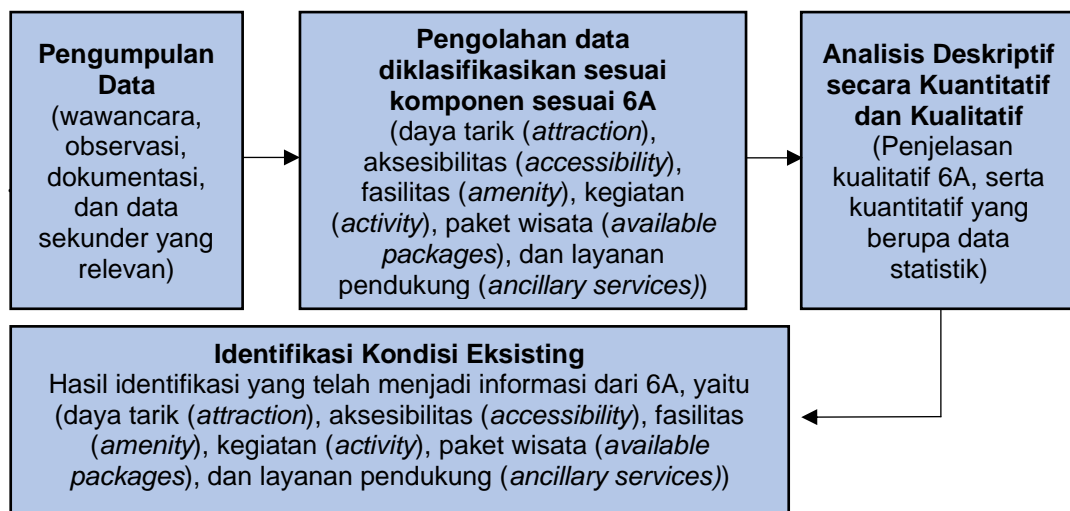 Pengumpulan
Data
(wawancara,
observasi,
dokumentasi,
dan data
sekunder yang
relevan)
Pengolahan data
diklasifikasikan sesuai
komponen sesuai 6A
(daya tarik (attraction),
aksesibilitas (accessibility),
fasilitas (amenity), kegiatan
(activity), paket wisata (available
packages), dan layanan
pendukung (ancillary services))
Analisis Deskriptif
secara Kuantitatif
dan Kualitatif
(Penjelasan
kualitatif 6A, serta
kuantitatif yang
berupa data
statistik)
Identifikasi Kondisi Eksisting
Hasil identifikasi yang telah menjadi informasi dari 6A, yaitu
(daya tarik (attraction), aksesibilitas (accessibility), fasilitas
(amenity), kegiatan (activity), paket wisata (available
packages), dan layanan pendukung (ancillary services))